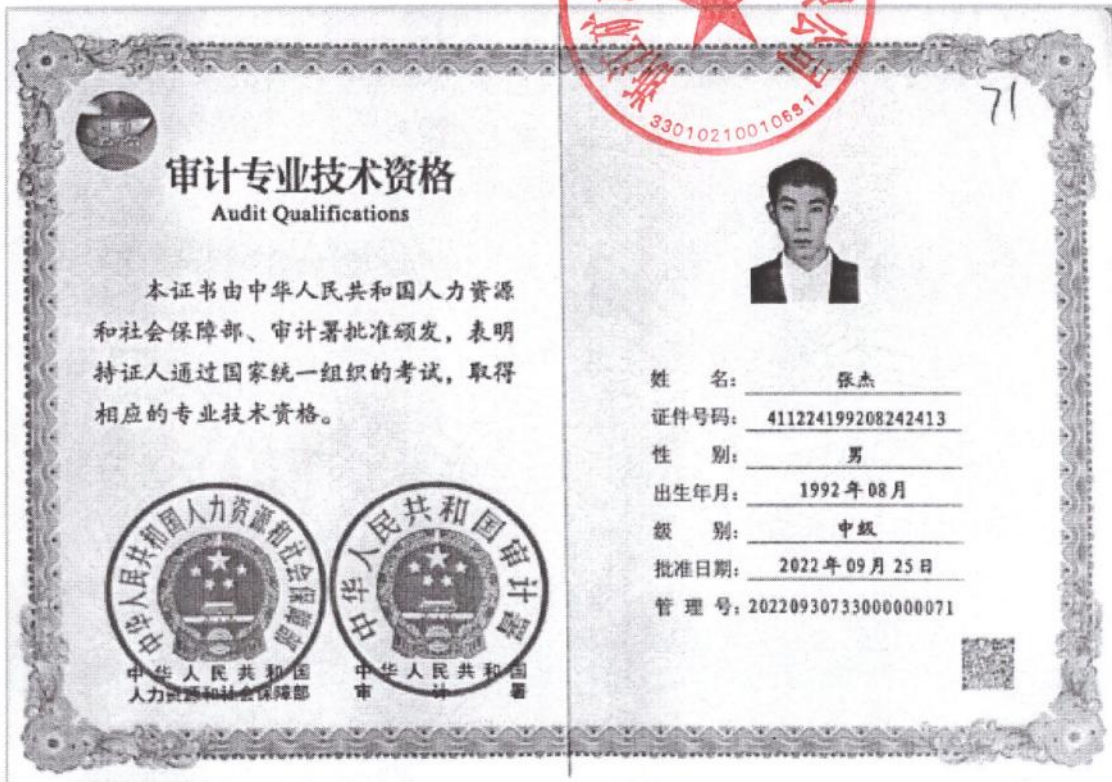 3301021001068​1
71
审计专业技术资格
Audit Qualifications
本证书由中华人民共和国人力资源
和社会保障部、审计署批准颁发，表明
持证人通过国家统一组织的考试，取得
相应的专业技术资格。
中华人民共和国人力资源和社会保障部
中华人民共和国审计署
中华人民共和国
人力资源和社会保障部
中华人民共和国
审计署
姓名：张杰
证件号码：411224199208242413
性别：男
出生年月：1992年08月
级别：中级
批准日期：2022年09月25日
管理号：20220930733000000071